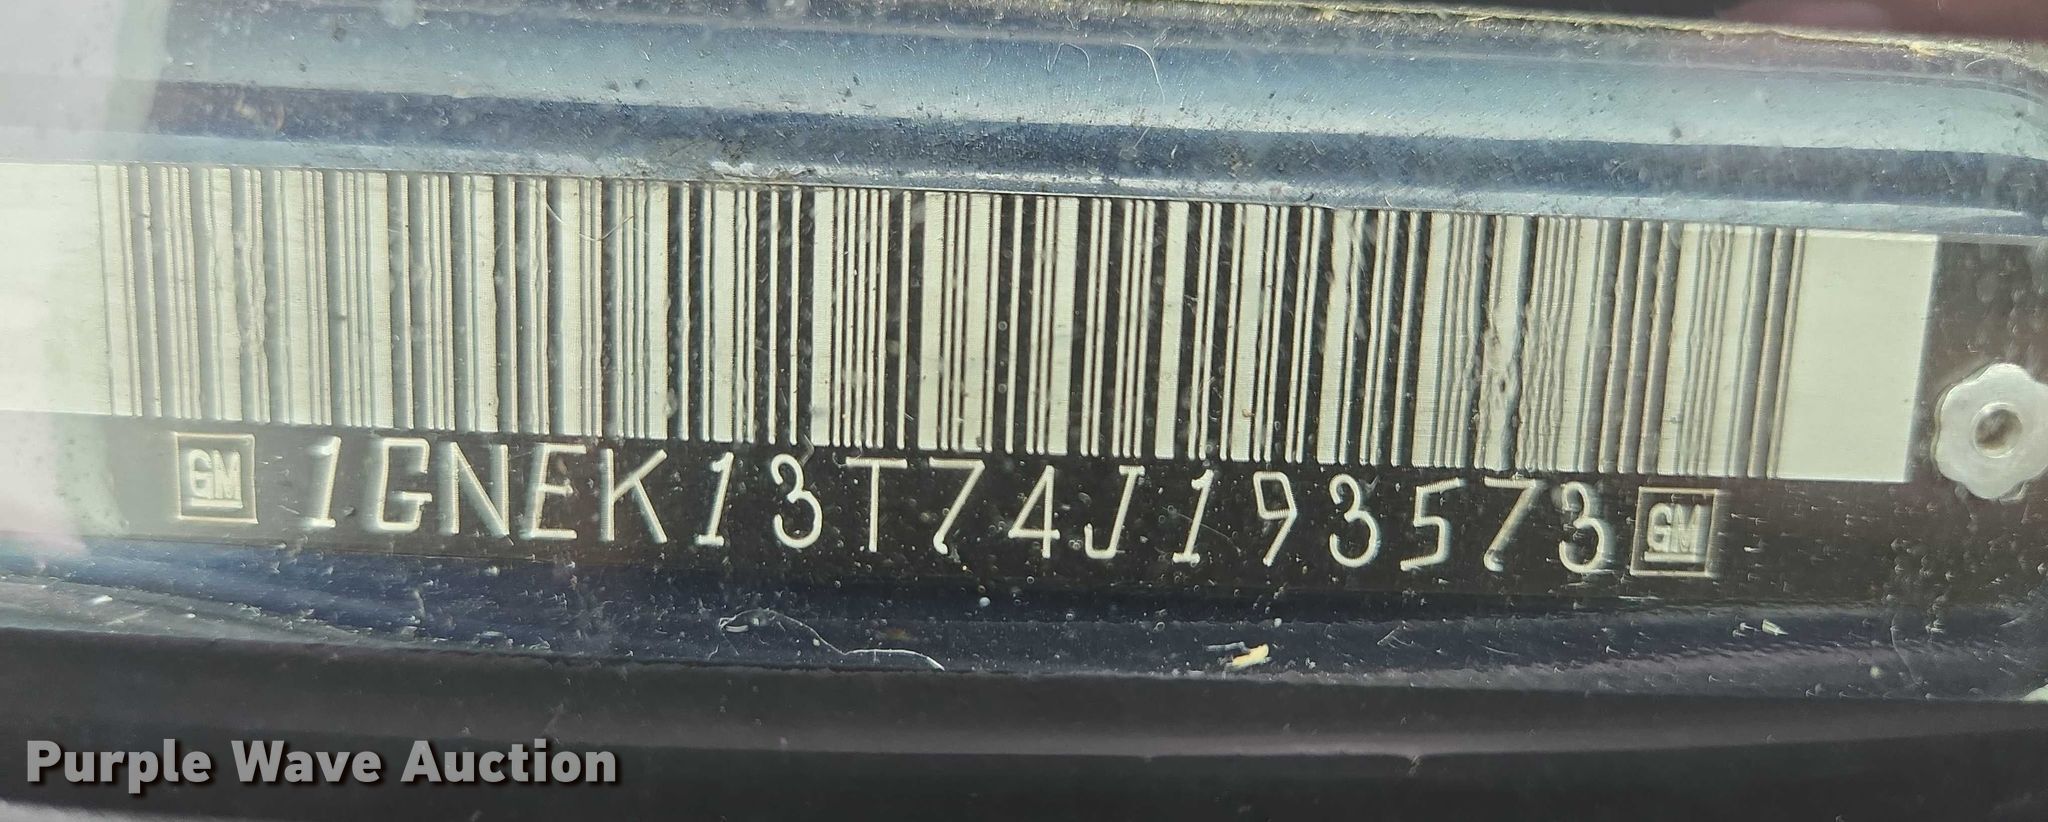 GM 1GNEK13T74J193573 GM
Purple Wave Auction